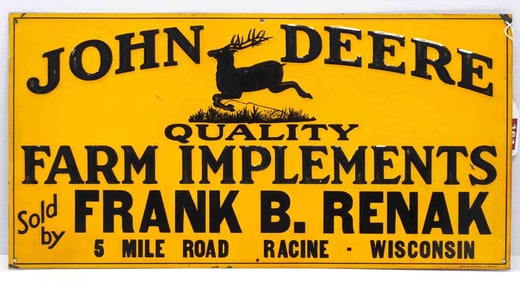 JOHN DEERE
QUALITY
FARM IMPLEMENTS
Sold by FRANK B. RENAK
5 MILE ROAD RACINE - WISCONSIN